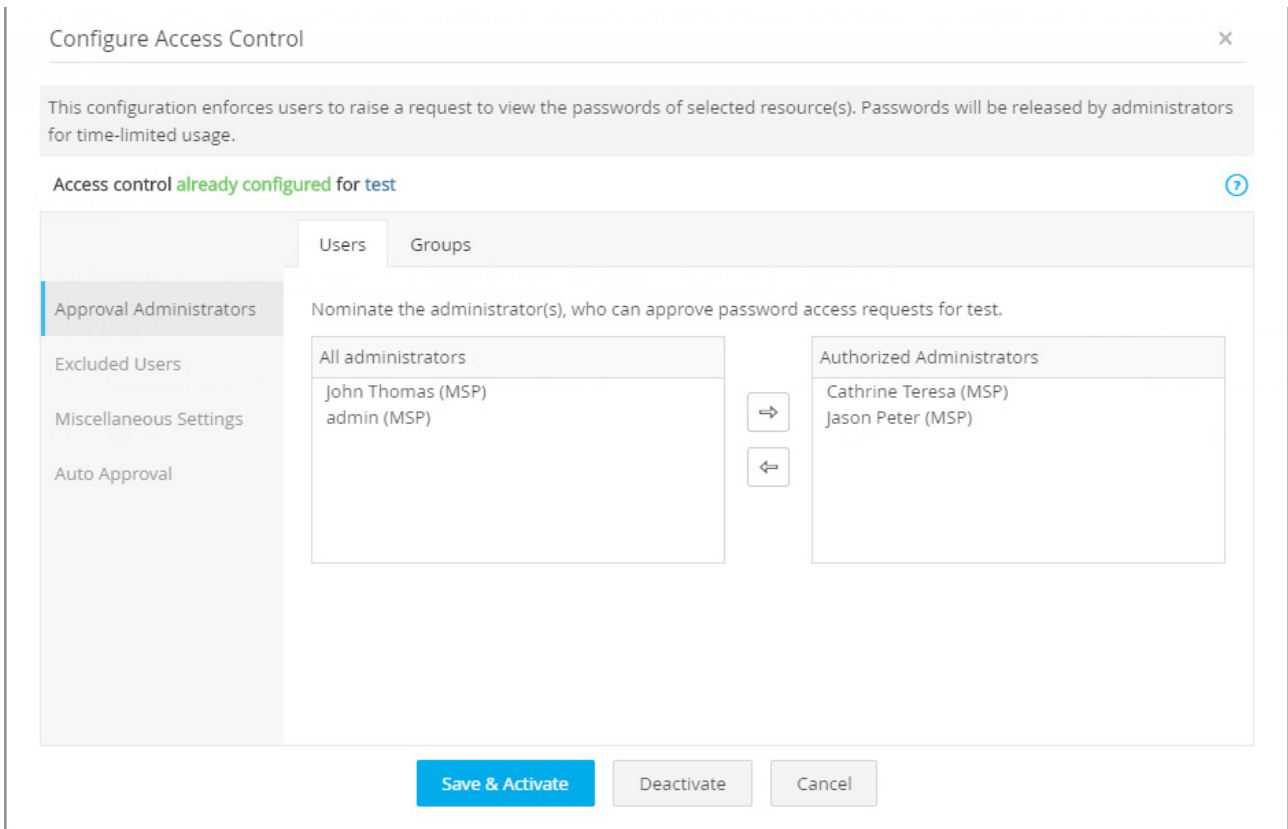 Configure Access Control
×
This configuration enforces users to raise a request to view the passwords of selected resource(s). Passwords will be released by administrators
for time-limited usage.
Access control already configured for test
?
Users Groups
Approval Administrators
Excluded Users
Miscellaneous Settings
Auto Approval
Nominate the administrator(s), who can approve password access requests for test.
All administrators
John Thomas (MSP)
admin (MSP)
Authorized Administrators
Cathrine Teresa (MSP)
Jason Peter (MSP)
Save & Activate Deactivate Cancel